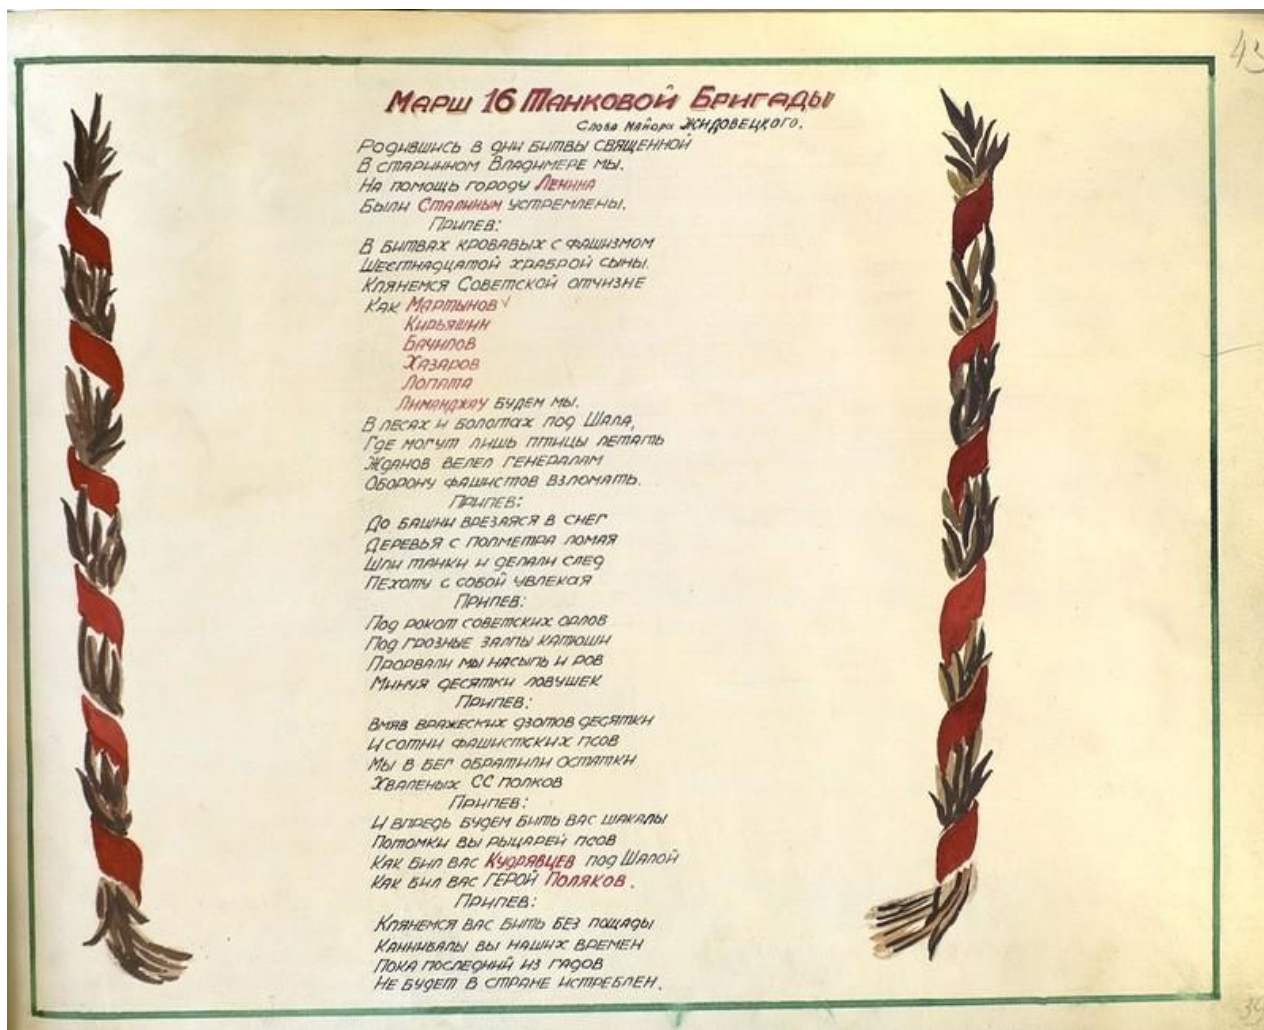 43
Марш 16 Танковой Бригады
Слова майора Жидовецкого.
Родившись в дни битвы священной
В старинном Владимере мы.
На помощь городу Ленина
Были Сталиным устремлены.
Припев:
В битвах кровавых с фашизмом
Шестнадцатой храброй сыны.
Клянемся Советской отчизне
Как Мартынов
Кирьяшин
Бачилов
Хазаров
Лопата
Лиманджау будем мы.
В лесах и болотах под Шала,
Где могут лишь птицы летать
Жданов велел генералам
Оборону фашистов взломать.
Припев:
До башни врезаяся в снег
Деревья с полметра ломая
Шли танки и делали след
Пехоту с собой увлекая
Припев:
Под рокот советских орлов
Под грозные залпы катюши
Прорвали мы насыпь и ров
Минуя десятки ловушек
Припев:
Вмяв вражеских дзотов десятки
И сотни фашистских псов
Мы в бег обратили остатки
Хваленых СС полков
Припев:
И впредь будем бить вас шакалы
Потомки вы рыцарей псов
Как бил вас Кудрявцев под Шалой
Как бил вас герой Поляков.
Припев:
Клянемся вас бить без пощады
Каннибалы вы наших времен
Пока последний из гадов
Не будет в стране истреблен.
39